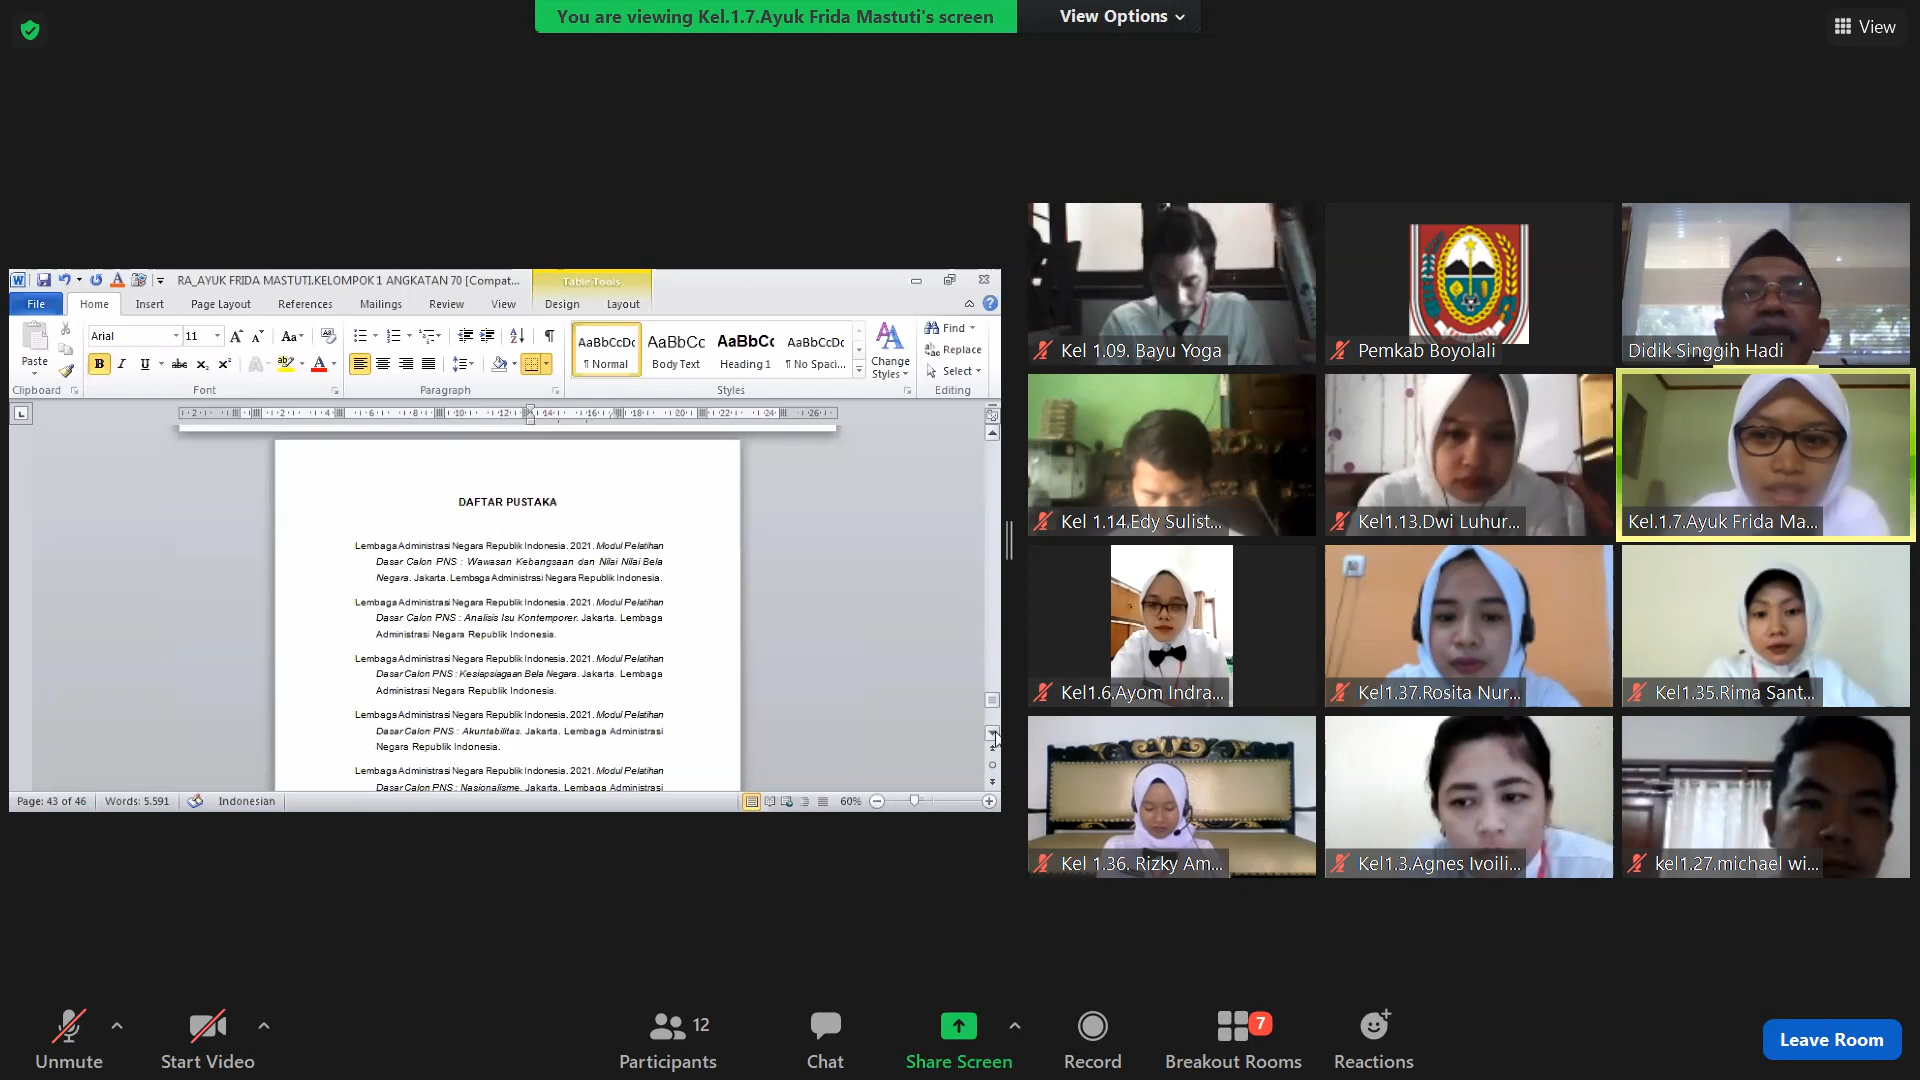 You are viewing Kel.1.7.Ayuk Frida Mastuti's screen
View Options
View
RA_AYUK FRIDA MASTUTI.KELOMPOK 1 ANGKATAN 70 [Compat...
Table Tools
File
Home
Insert
Page Layout
References
Mailings
Review
View
Design
Layout
Paste
Arial
11
Clipboard
Font
Paragraph
AaBbCcDc
¶ Normal
AaBbCc
Body Text
AaBbCc
Heading 1
AaBbCcDc
¶ No Spaci...
Change Styles
Styles
Find
Replace
Select
Editing
DAFTAR PUSTAKA
Lembaga Administrasi Negara Republik Indonesia. 2021. Modul Pelatihan
Dasar Calon PNS : Wawasan Kebangsaan dan Nilai Nilai Bela
Negara. Jakarta. Lembaga Administrasi Negara Republik Indonesia.
Lembaga Administrasi Negara Republik Indonesia. 2021. Modul Pelatihan
Dasar Calon PNS : Analisis Isu Kontemporer. Jakarta. Lembaga
Administrasi Negara Republik Indonesia.
Lembaga Administrasi Negara Republik Indonesia. 2021. Modul Pelatihan
Dasar Calon PNS : Kesiapsiagaan Bela Negara. Jakarta. Lembaga
Administrasi Negara Republik Indonesia.
Lembaga Administrasi Negara Republik Indonesia. 2021. Modul Pelatihan
Dasar Calon PNS : Akuntabilitas. Jakarta. Lembaga Administrasi
Negara Republik Indonesia.
Lembaga Administrasi Negara Republik Indonesia. 2021. Modul Pelatihan
Dasar Calon PNS : Nasionalisme. Jakarta. Lembaga Administrasi
Page: 43 of 46
Words: 5.591
Indonesian
60%
Kel 1.09. Bayu Yoga
Pemkab Boyolali
Didik Singgih Hadi
Kel 1.14.Edy Sulist...
Kel1.13.Dwi Luhur...
Kel.1.7.Ayuk Frida Ma...
Kel1.6.Ayom Indra...
Kel1.37.Rosita Nur...
Kel1.35.Rima Sant...
Kel 1.36. Rizky Am...
Kel1.3.Agnes Ivoili...
kel1.27.michael wi...
Unmute
Start Video
Participants
12
Chat
Share Screen
Record
Breakout Rooms
7
Reactions
Leave Room